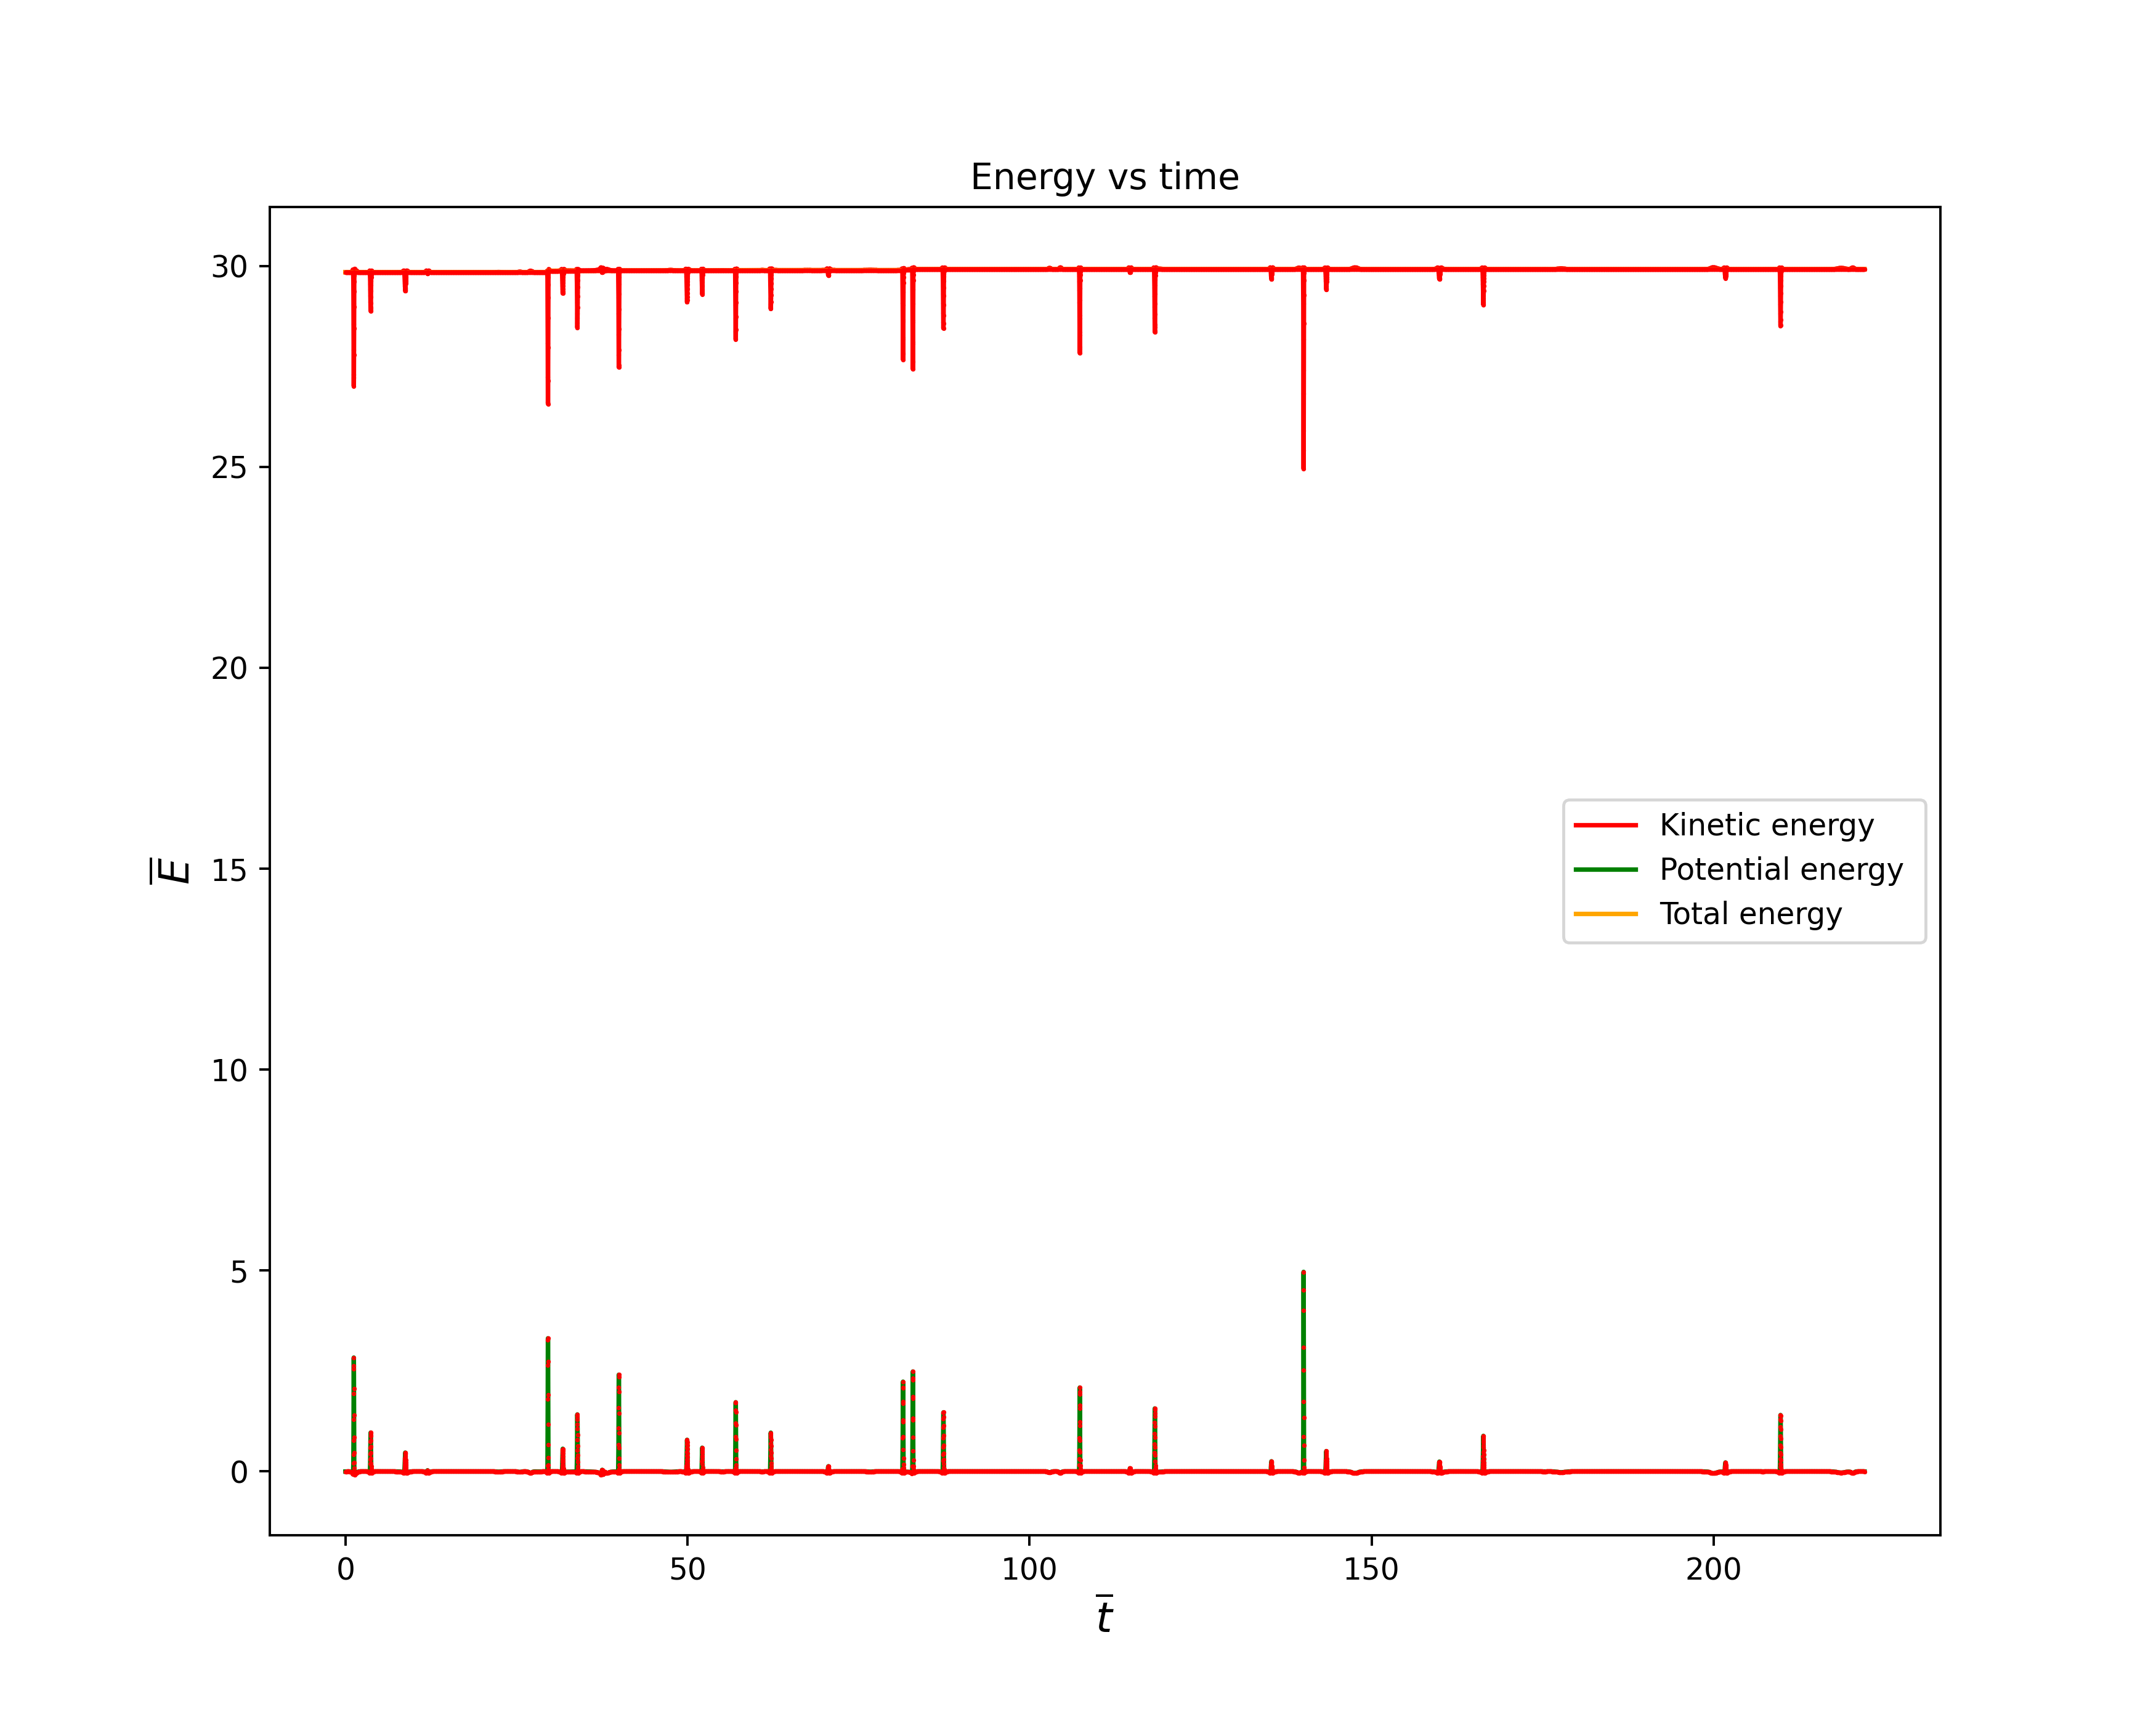 Energy vs time
30
25
20
15
10
5
0
E
Kinetic energy
Potential energy
Total energy
0 50 100 150 200
t